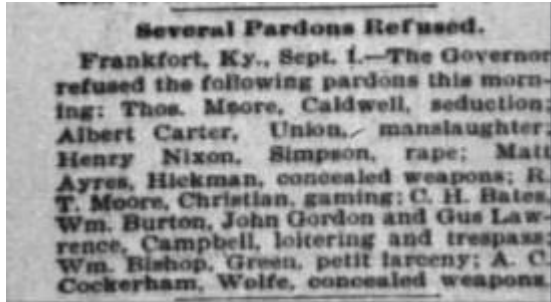 Several Pardons Refused.
Frankfort, Ky., Sept. 1.—The Governor
refused the following pardons this morn-
ing: Thos. Moore, Caldwell, seduction;
Albert Carter, Union, manslaughter;
Henry Nixon, Simpson, rape; Matt
Ayres, Hickman, concealed weapons; R.
T. Moore, Christian, gaming; C. H. Bates,
Wm. Burton, John Gordon and Gus Law-
rence, Campbell, loitering and trespass;
Wm. Bishop, Green, petit larceny; A. C.
Cockerham, Wolfe, concealed weapons.